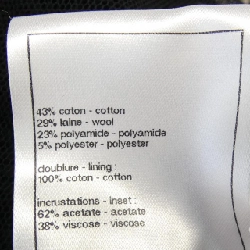 43% coton - cotton
29% laine - wool
23% polyamide - polyamide
5% polyester - polyester
doublure - lining :
100% coton - cotton
incrustations - inset :
62% acetate - acetate
38% viscose - viscose